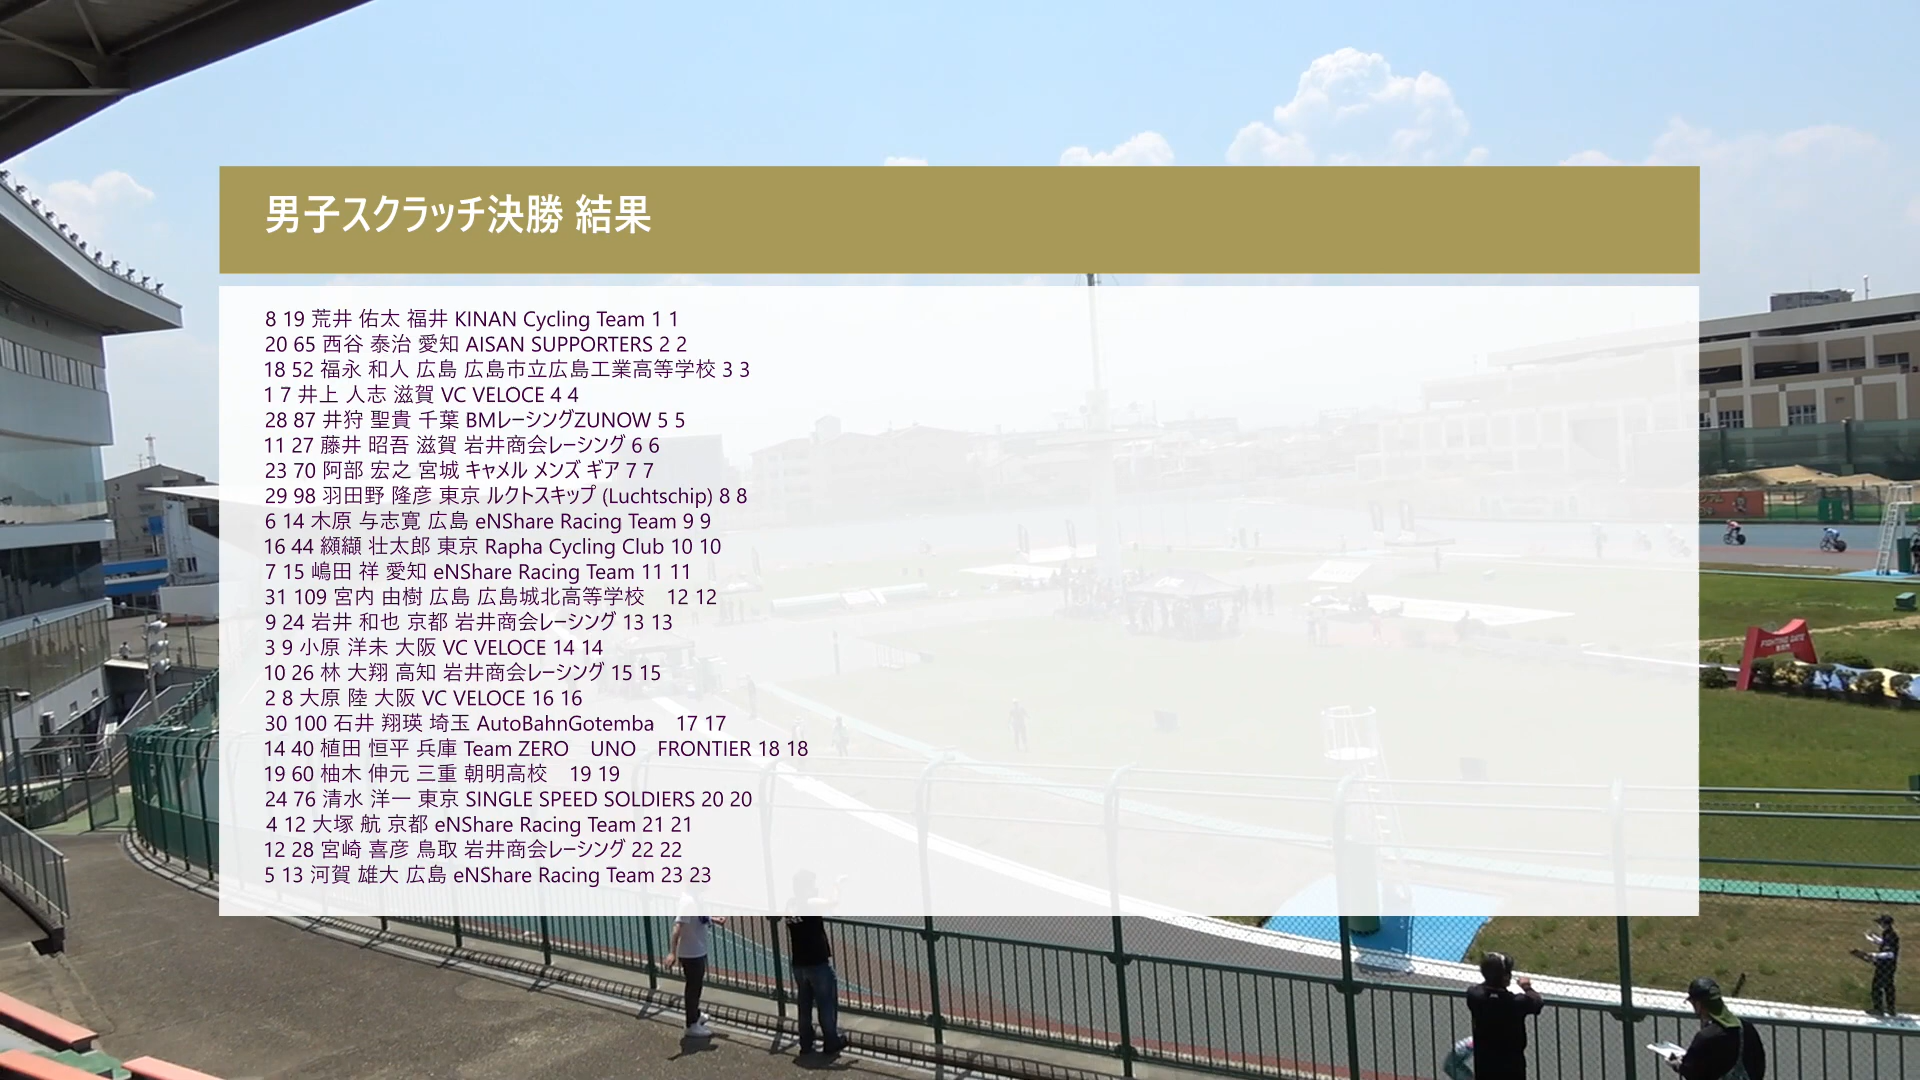 男子スクラッチ決勝 結果
8 19 荒井 佑太 福井 KINAN Cycling Team 1 1
20 65 西谷 泰治 愛知 AISAN SUPPORTERS 2 2
18 52 福永 和人 広島 広島市立広島工業高等学校 3 3
1 7 井上 人志 滋賀 VC VELOCE 4 4
28 87 井狩 聖貴 千葉 BMレーシングZUNOW 5 5
11 27 藤井 昭吾 滋賀 岩井商会レーシング 6 6
23 70 阿部 宏之 宮城 キャメル メンズ ギア 7 7
29 98 羽田野 隆彦 東京 ルクトスキップ (Luchtschip) 8 8
6 14 木原 与志寛 広島 eNShare Racing Team 9 9
16 44 纐纈 壮太郎 東京 Rapha Cycling Club 10 10
7 15 嶋田 祥 愛知 eNShare Racing Team 11 11
31 109 宮内 由樹 広島 広島城北高等学校　12 12
9 24 岩井 和也 京都 岩井商会レーシング 13 13
3 9 小原 洋未 大阪 VC VELOCE 14 14
10 26 林 大翔 高知 岩井商会レーシング 15 15
2 8 大原 陸 大阪 VC VELOCE 16 16
30 100 石井 翔瑛 埼玉 AutoBahnGotemba　17 17
14 40 植田 恒平 兵庫 Team ZERO　UNO　FRONTIER 18 18
19 60 柚木 伸元 三重 朝明高校　19 19
24 76 清水 洋一 東京 SINGLE SPEED SOLDIERS 20 20
4 12 大塚 航 京都 eNShare Racing Team 21 21
12 28 宮崎 喜彦 鳥取 岩井商会レーシング 22 22
5 13 河賀 雄大 広島 eNShare Racing Team 23 23
FIGHTING GATE